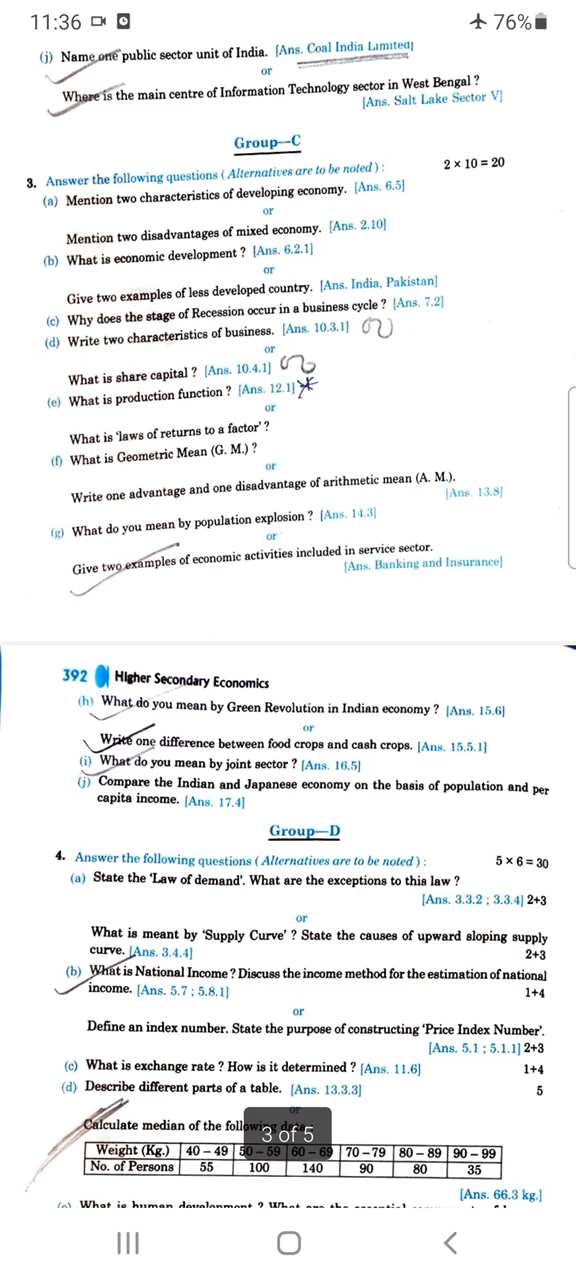 11:36 76%
(j) Name one public sector unit of India. [Ans. Coal India Limited]
or
Where is the main centre of Information Technology sector in West Bengal ?
[Ans. Salt Lake Sector V]
Group—C
3. Answer the following questions ( Alternatives are to be noted ) : 2 × 10 = 20
(a) Mention two characteristics of developing economy. [Ans. 6.5]
or
Mention two disadvantages of mixed economy. [Ans. 2.10]
(b) What is economic development ? [Ans. 6.2.1]
or
Give two examples of less developed country. [Ans. India, Pakistan]
(c) Why does the stage of Recession occur in a business cycle ? [Ans. 7.2]
(d) Write two characteristics of business. [Ans. 10.3.1]
or
What is share capital ? [Ans. 10.4.1]
(e) What is production function ? [Ans. 12.1]
or
What is 'laws of returns to a factor' ?
(f) What is Geometric Mean (G. M.) ?
or
Write one advantage and one disadvantage of arithmetic mean (A. M.).
[Ans. 13.8]
(g) What do you mean by population explosion ? [Ans. 14.3]
or
Give two examples of economic activities included in service sector.
[Ans. Banking and Insurance]
392 Higher Secondary Economics
(h) What do you mean by Green Revolution in Indian economy ? [Ans. 15.6]
or
Write one difference between food crops and cash crops. [Ans. 15.5.1]
(i) What do you mean by joint sector ? [Ans. 16.5]
(j) Compare the Indian and Japanese economy on the basis of population and per
capita income. [Ans. 17.4]
Group—D
4. Answer the following questions ( Alternatives are to be noted ) : 5 × 6 = 30
(a) State the 'Law of demand'. What are the exceptions to this law ?
[Ans. 3.3.2 ; 3.3.4] 2+3
or
What is meant by 'Supply Curve' ? State the causes of upward sloping supply
curve. [Ans. 3.4.4] 2+3
(b) What is National Income ? Discuss the income method for the estimation of national
income. [Ans. 5.7 ; 5.8.1] 1+4
or
Define an index number. State the purpose of constructing 'Price Index Number'.
[Ans. 5.1 ; 5.1.1] 2+3
(c) What is exchange rate ? How is it determined ? [Ans. 11.6] 1+4
(d) Describe different parts of a table. [Ans. 13.3.3] 5
or
Calculate median of the following data
3 of 5
Weight (Kg.) 40 – 49 50 – 59 60 – 69 70 – 79 80 – 89 90 – 99
No. of Persons 55 100 140 90 80 35
[Ans. 66.3 kg.]
What is human development ? What are the essential